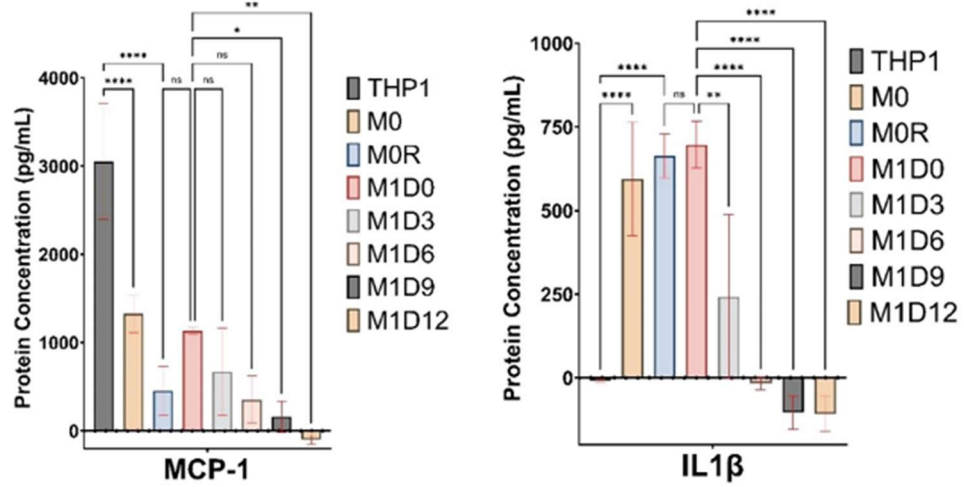 **
*
****
ns
****
ns
ns
4000
3000
2000
1000
0
Protein Concentration (pg/mL)
MCP-1
THP1
M0
M0R
M1D0
M1D3
M1D6
M1D9
M1D12
****
****
****
****
****
ns
**
1000
750
500
250
0
Protein Concentration (pg/mL)
IL1β
THP1
M0
M0R
M1D0
M1D3
M1D6
M1D9
M1D12